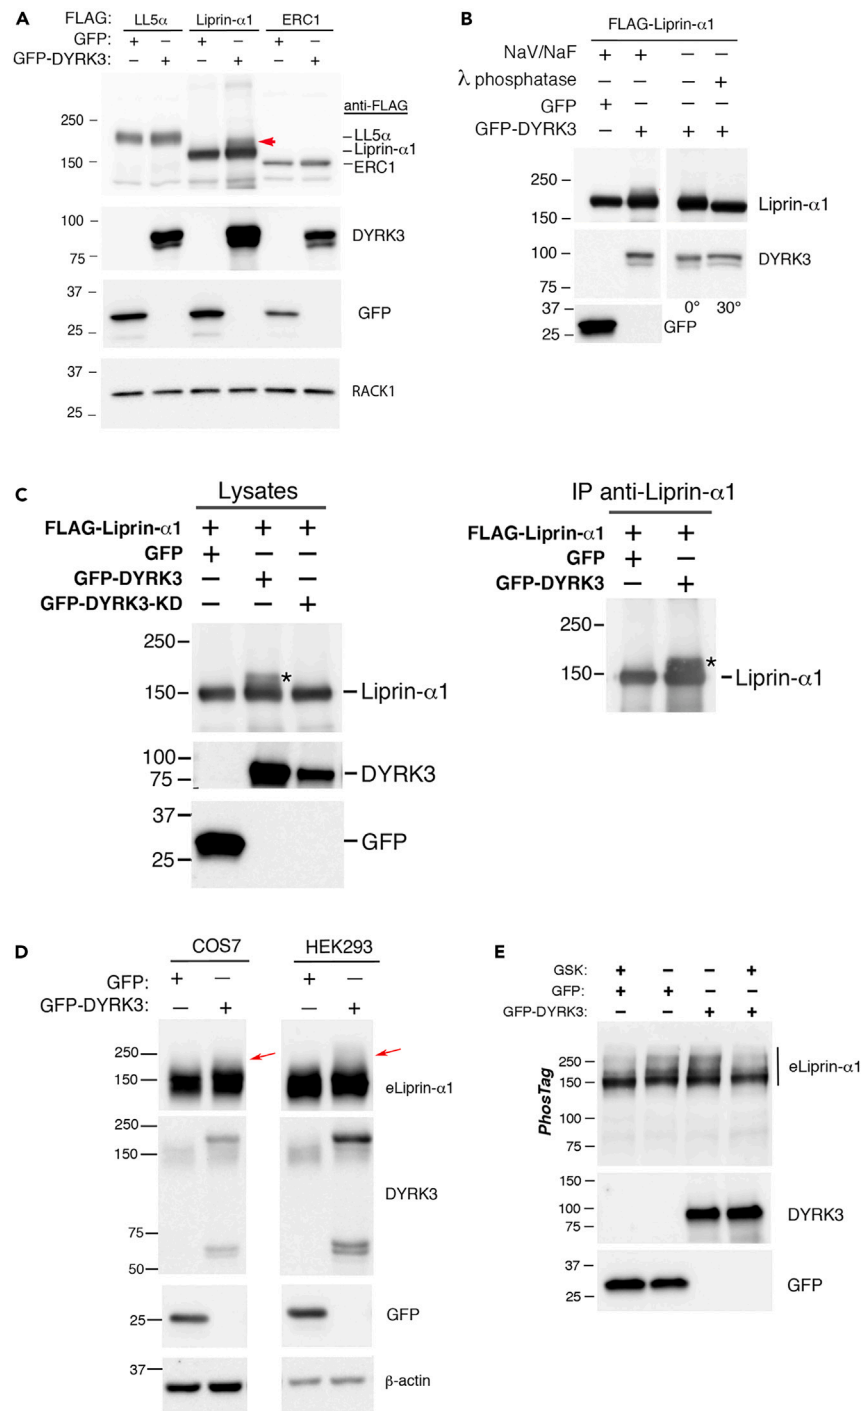 A
FLAG: LL5α Liprin-α1 ERC1
GFP: + – + – + –
GFP-DYRK3: – + – + – +
anti-FLAG
250 –
150 –
–LL5α
–Liprin-α1
–ERC1
100 –
75 –
DYRK3
37 –
25 –
GFP
37 –
25 –
RACK1
B
FLAG-Liprin-α1
NaV/NaF + + – –
λ phosphatase – – – +
GFP + – – –
GFP-DYRK3 – + + +
250 –
150 –
Liprin-α1
100 –
75 –
DYRK3
0° 30°
37 –
25 –
GFP
C
Lysates
FLAG-Liprin-α1 + + +
GFP + – –
GFP-DYRK3 – + –
GFP-DYRK3-KD – – +
250 –
150 –
*
–Liprin-α1
100 –
75 –
–DYRK3
37 –
25 –
–GFP
IP anti-Liprin-α1
FLAG-Liprin-α1 + +
GFP + –
GFP-DYRK3 – +
250 –
150 –
*
–Liprin-α1
D
COS7 HEK293
GFP: + – + –
GFP-DYRK3: – + – +
250 –
150 –
eLiprin-α1
250 –
150 –
75 –
50 –
DYRK3
25 –
GFP
37 –
β-actin
E
GSK: + – – +
GFP: + + – –
GFP-DYRK3: – – + +
PhosTag
250 –
150 –
100 –
75 –
eLiprin-α1
150 –
100 –
75 –
DYRK3
37 –
25 –
GFP